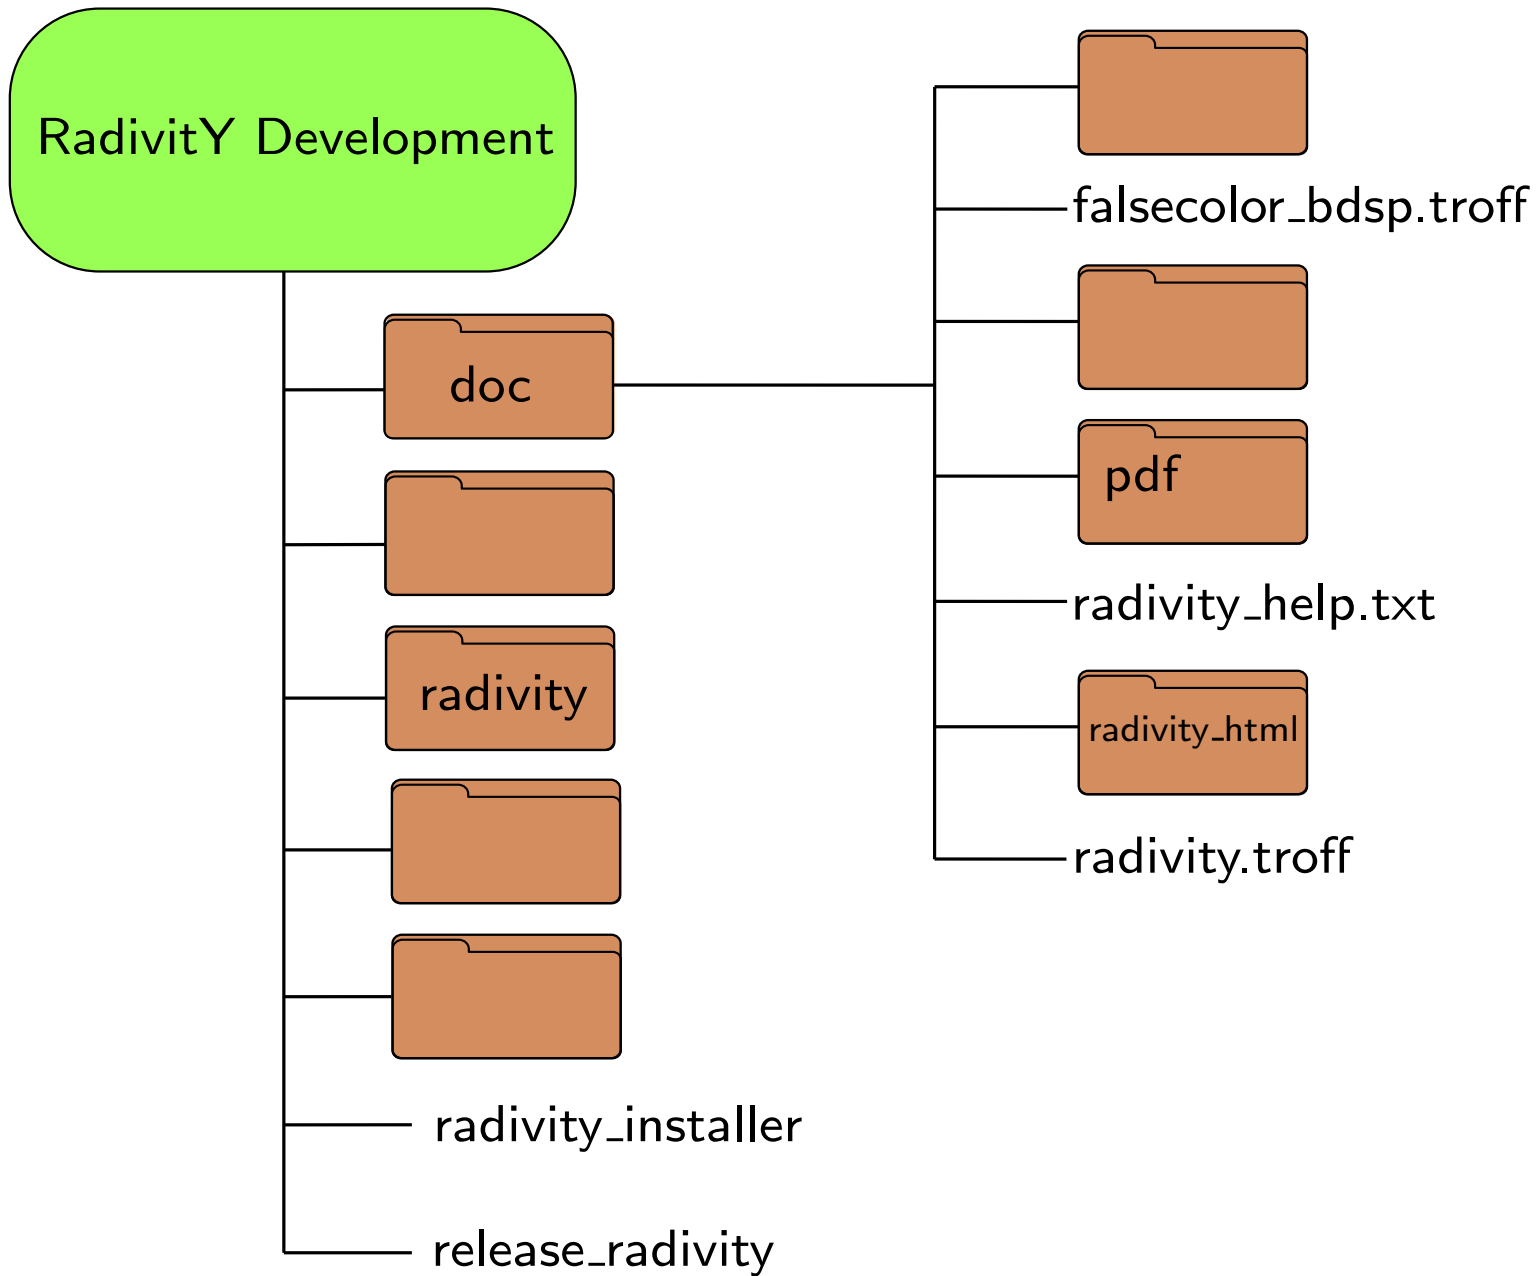 RadivitY Development
doc
radivity
radivity_installer
release_radivity
falsecolor_bdsp.troff
pdf
radivity_help.txt
radivity_html
radivity.troff